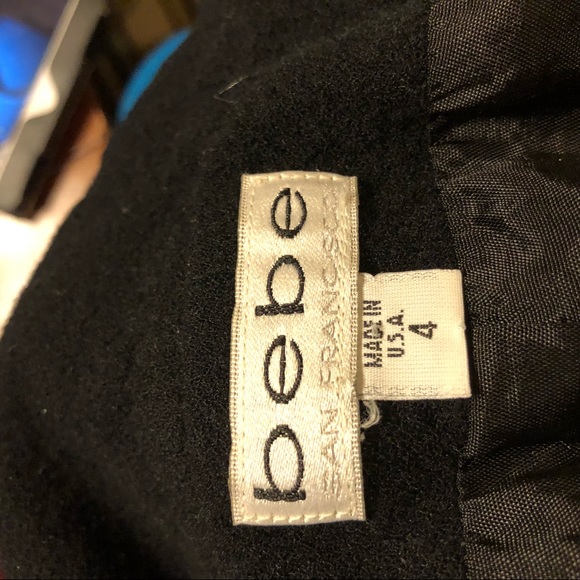 bebe
SAN FRANCISCO
MADE IN
U.S.A.
4